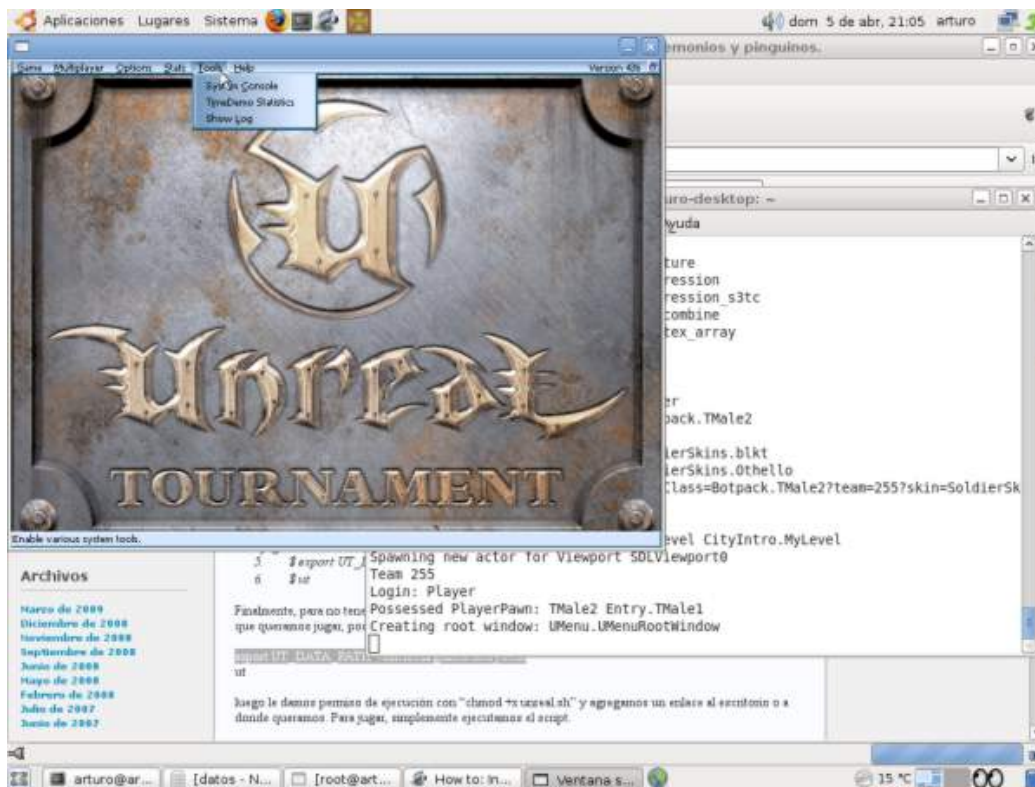 Aplicaciones Lugares Sistema
dom 5 de abr, 21:05 arturo
emonios y pinguinos.
Game Multiplayer Options Stats Tools Help
Version 436
System Console
TimeDemo Statistics
Show Log
Unreal
TOURNAMENT
Enable various system tools.
uro-desktop: ~
yuda
ture
ression
ression_s3tc
combine
tex_array
er
pack.TMale2
ierSkins.blkt
ierSkins.Othello
Class=Botpack.TMale2?team=255?skin=SoldierSk
evel CityIntro.MyLevel
Spawning new actor for Viewport SDLViewport0
Team 255
Login: Player
Possessed PlayerPawn: TMale2 Entry.TMale1
Creating root window: UMenu.UMenuRootWindow
Archivos
Marzo de 2009
Diciembre de 2008
Noviembre de 2008
Septiembre de 2008
Junio de 2008
Mayo de 2008
Febrero de 2008
Julio de 2007
Junio de 2007
5. $ export UT_
6. $ ut
Finalmente, para no tene
que queramos jugar, pod
export UT_DATA_PATH
ut
luego le damos permiso de ejecución con "chmod +x unreal.sh" y agregamos un enlace al escritorio o a
donde queramos. Para jugar, simplemente ejecutamos el script.
arturo@ar... [datos - N... [root@art... How to: In... Ventana s...
15 °C